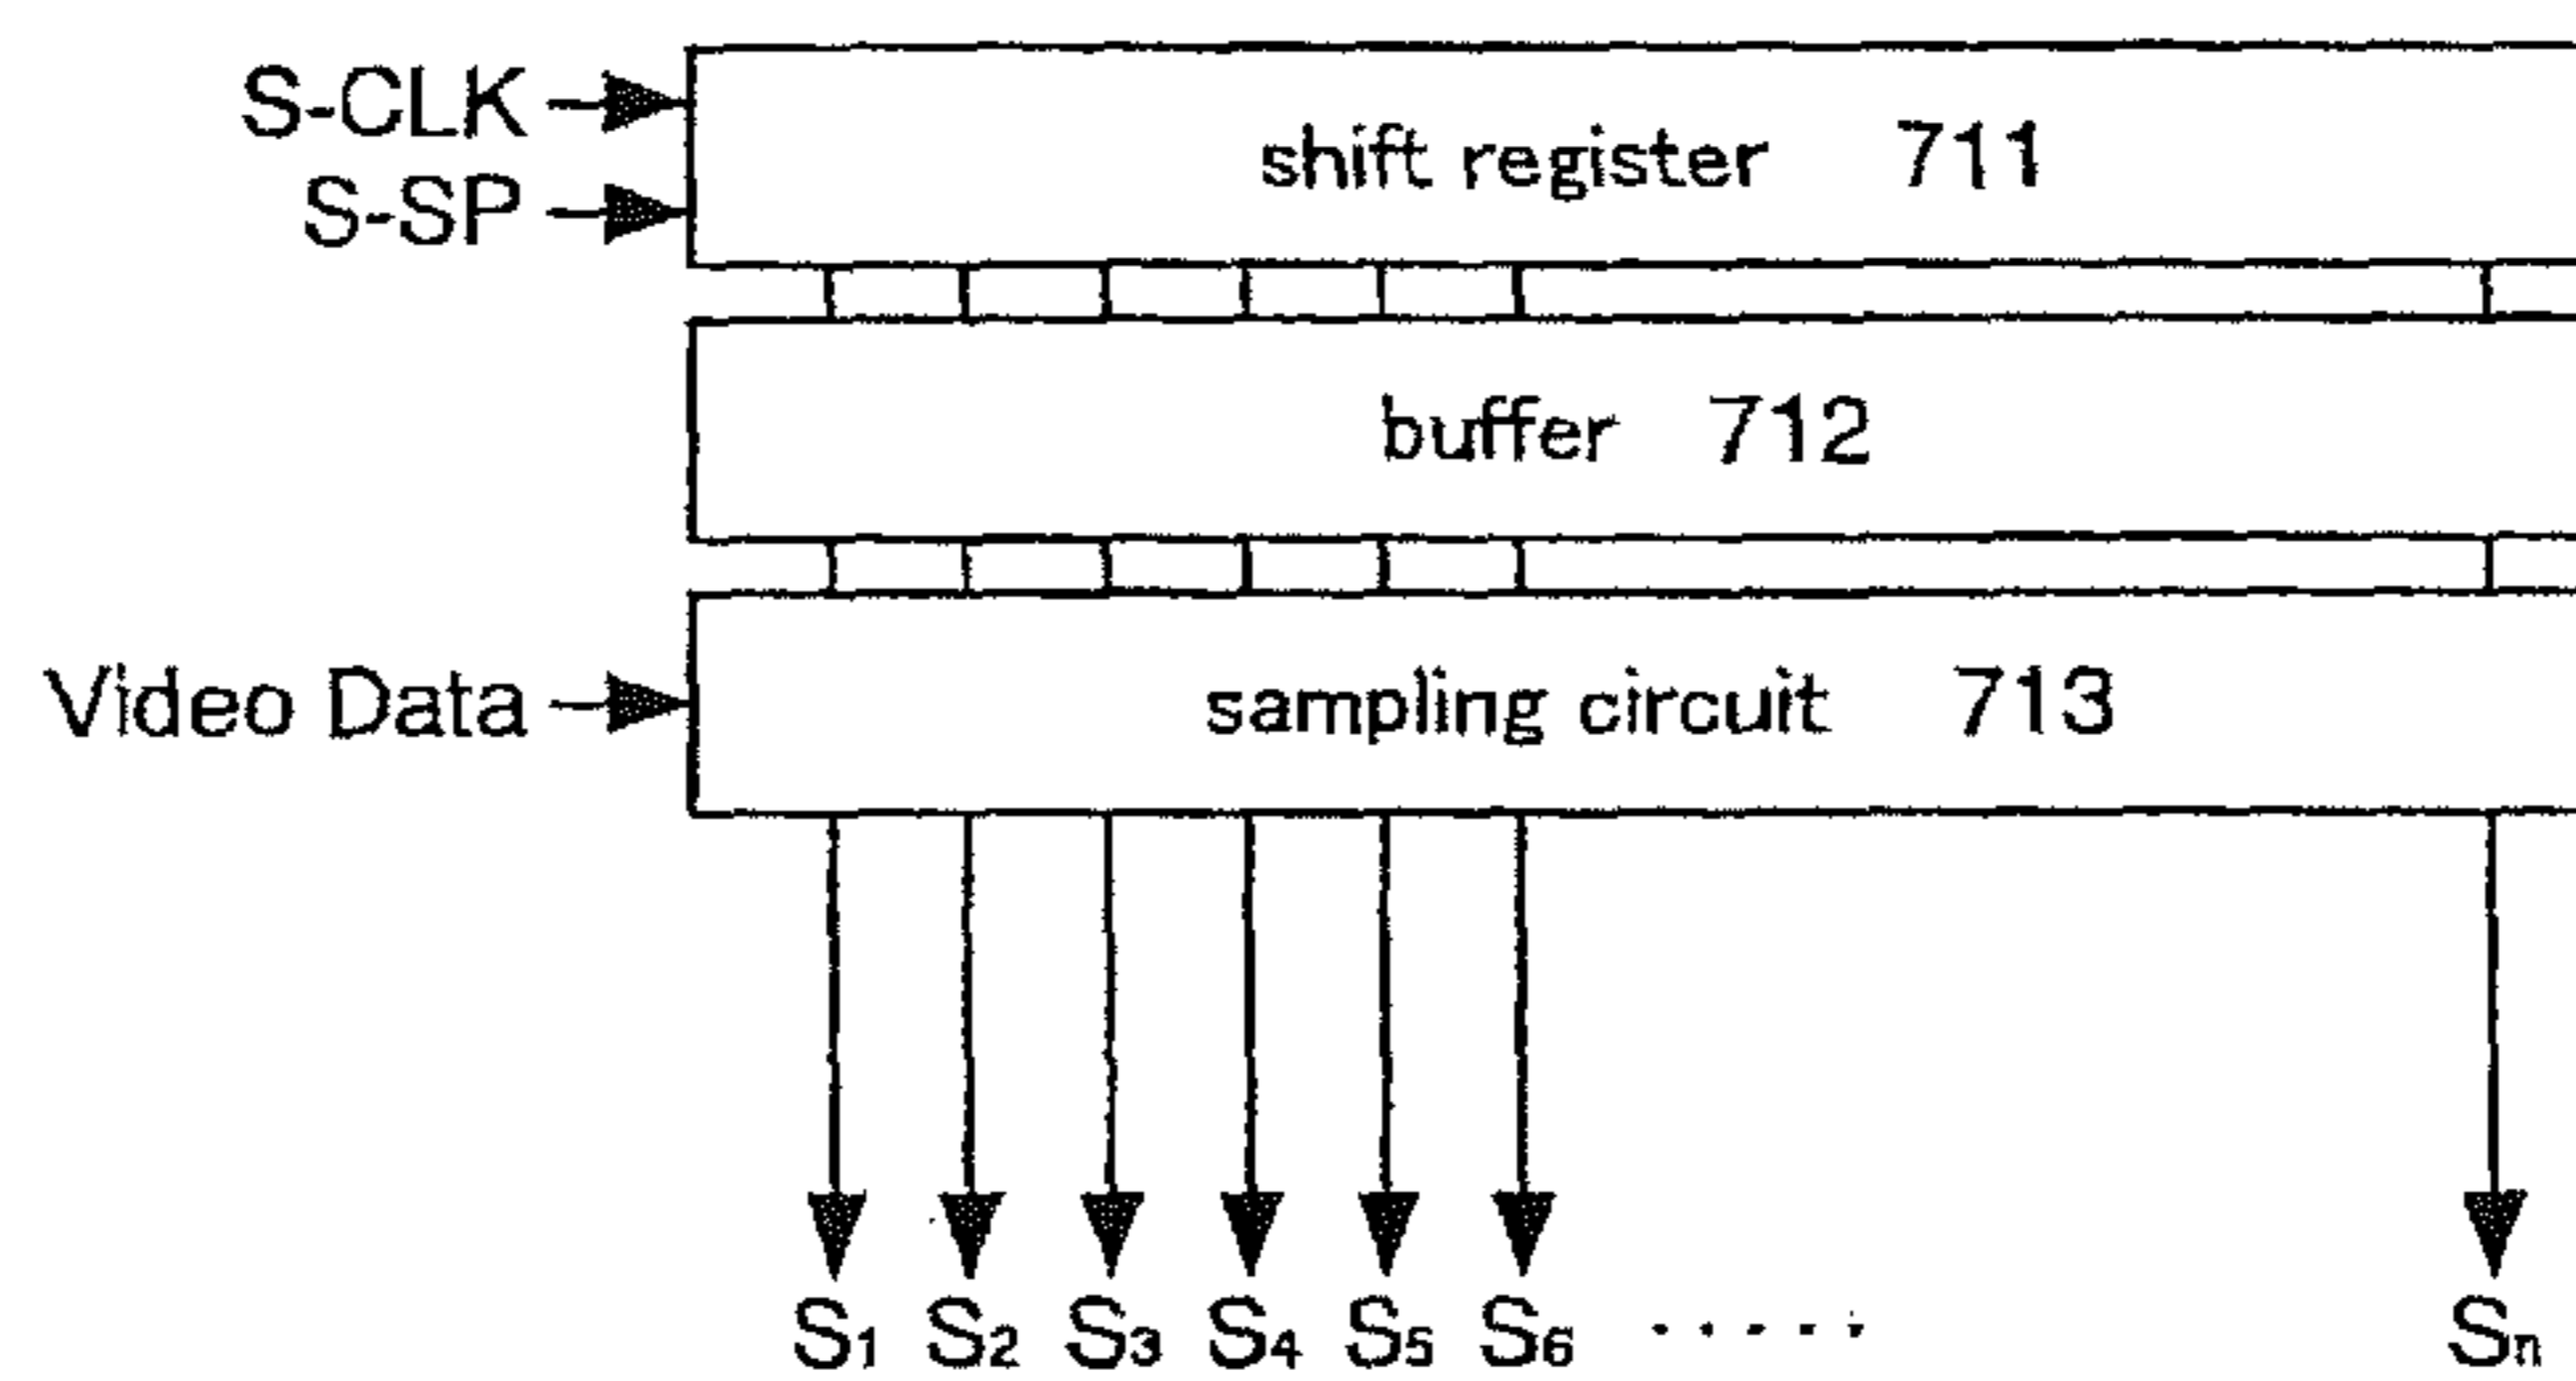 S-CLK
S-SP
shift register 711
buffer 712
Video Data
sampling circuit 713
S1 S2 S3 S4 S5 S6 ..... Sn